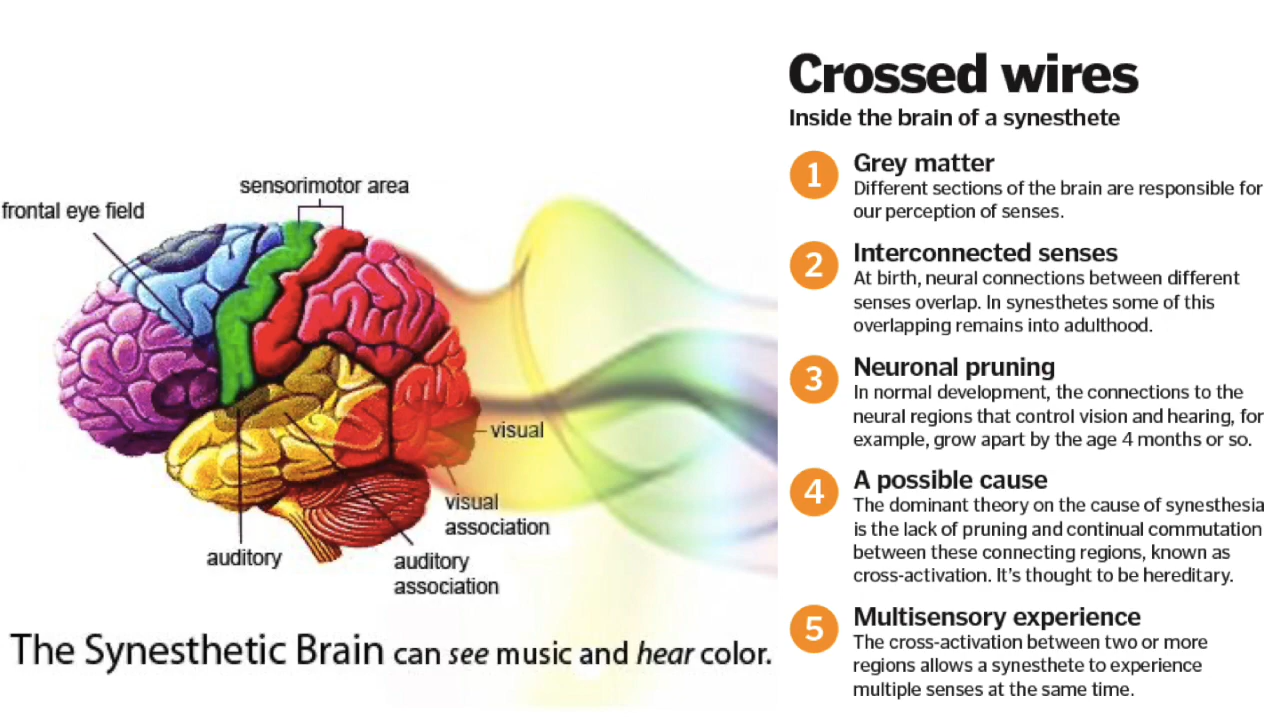 sensorimotor area
frontal eye field
visual
visual
association
auditory
auditory
association
The Synesthetic Brain can see music and hear color.
Crossed wires
Inside the brain of a synesthete
1
Grey matter
Different sections of the brain are responsible for
our perception of senses.
2
Interconnected senses
At birth, neural connections between different
senses overlap. In synesthetes some of this
overlapping remains into adulthood.
3
Neuronal pruning
In normal development, the connections to the
neural regions that control vision and hearing, for
example, grow apart by the age 4 months or so.
4
A possible cause
The dominant theory on the cause of synesthesia
is the lack of pruning and continual commutation
between these connecting regions, known as
cross-activation. It's thought to be hereditary.
5
Multisensory experience
The cross-activation between two or more
regions allows a synesthete to experience
multiple senses at the same time.